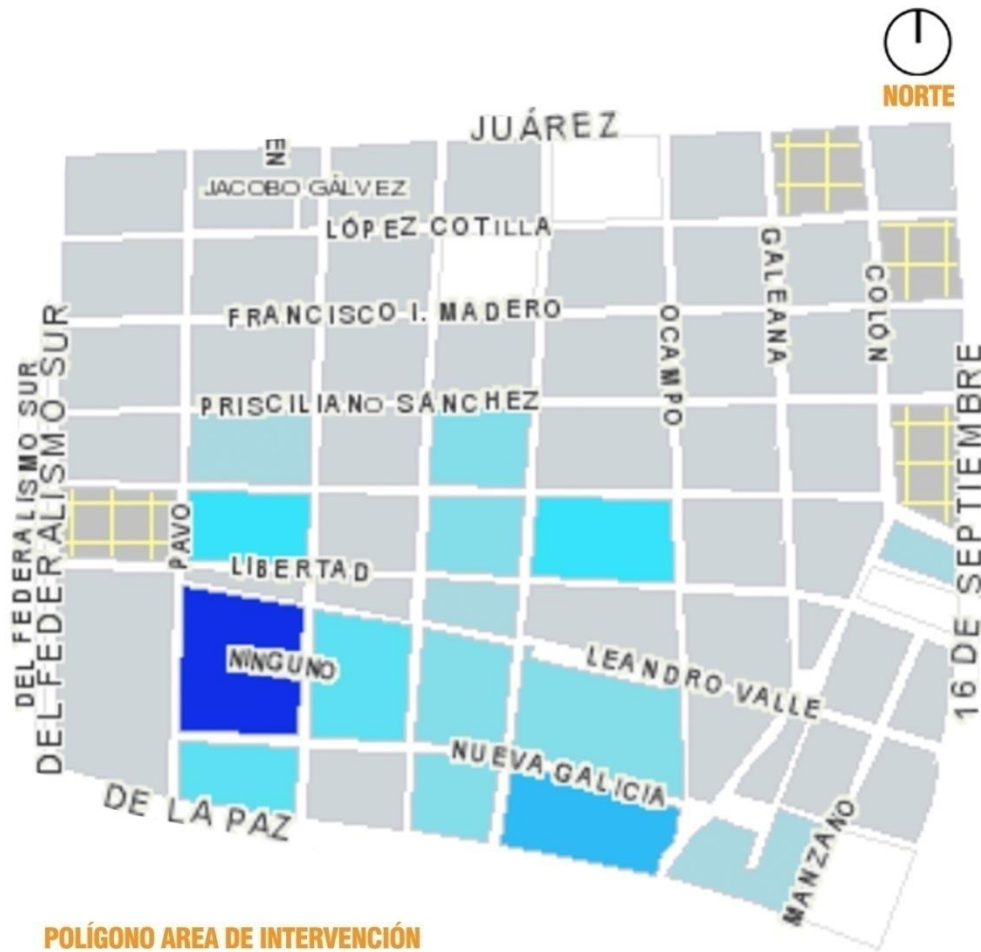 NORTE
JUÁREZ
EN
JACOBO GÁLVEZ
LÓPEZ COTILLA
GALEANA
COLÓN
FRANCISCO I. MADERO
OCAMPO
PRISCILIANO SÁNCHEZ
DEL FEDERALISMO SUR
DEL FEDERALISMO SUR
16 DE SEPTIEMBRE
PAVO
LIBERTAD
NINGUNO
LEANDRO VALLE
NUEVA GALICIA
DE LA PAZ
MANZANO
POLÍGONO AREA DE INTERVENCIÓN